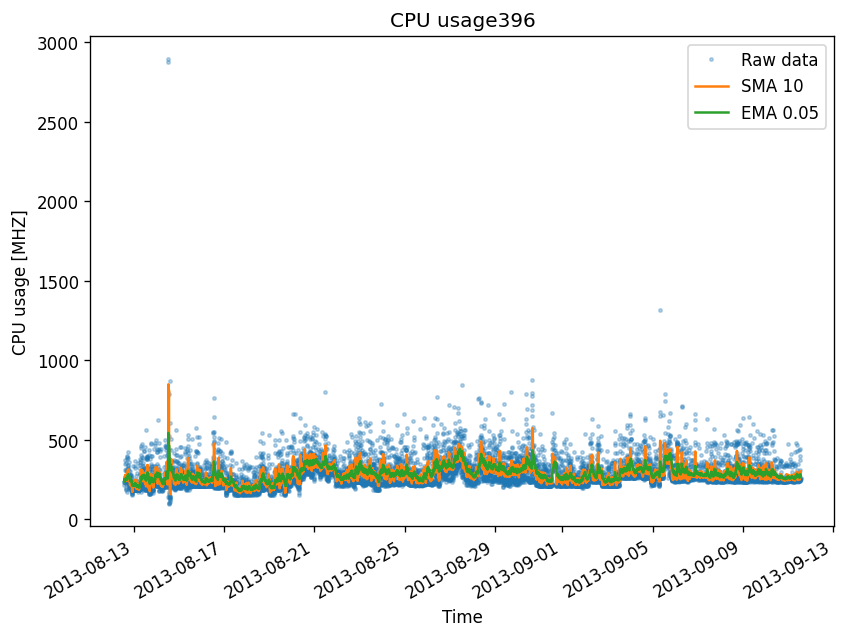 CPU usage396
3000
2500
2000
1500
1000
500
0
CPU usage [MHZ]
Raw data
SMA 10
EMA 0.05
2013-08-13
2013-08-17
2013-08-21
2013-08-25
2013-08-29
2013-09-01
2013-09-05
2013-09-09
2013-09-13
Time